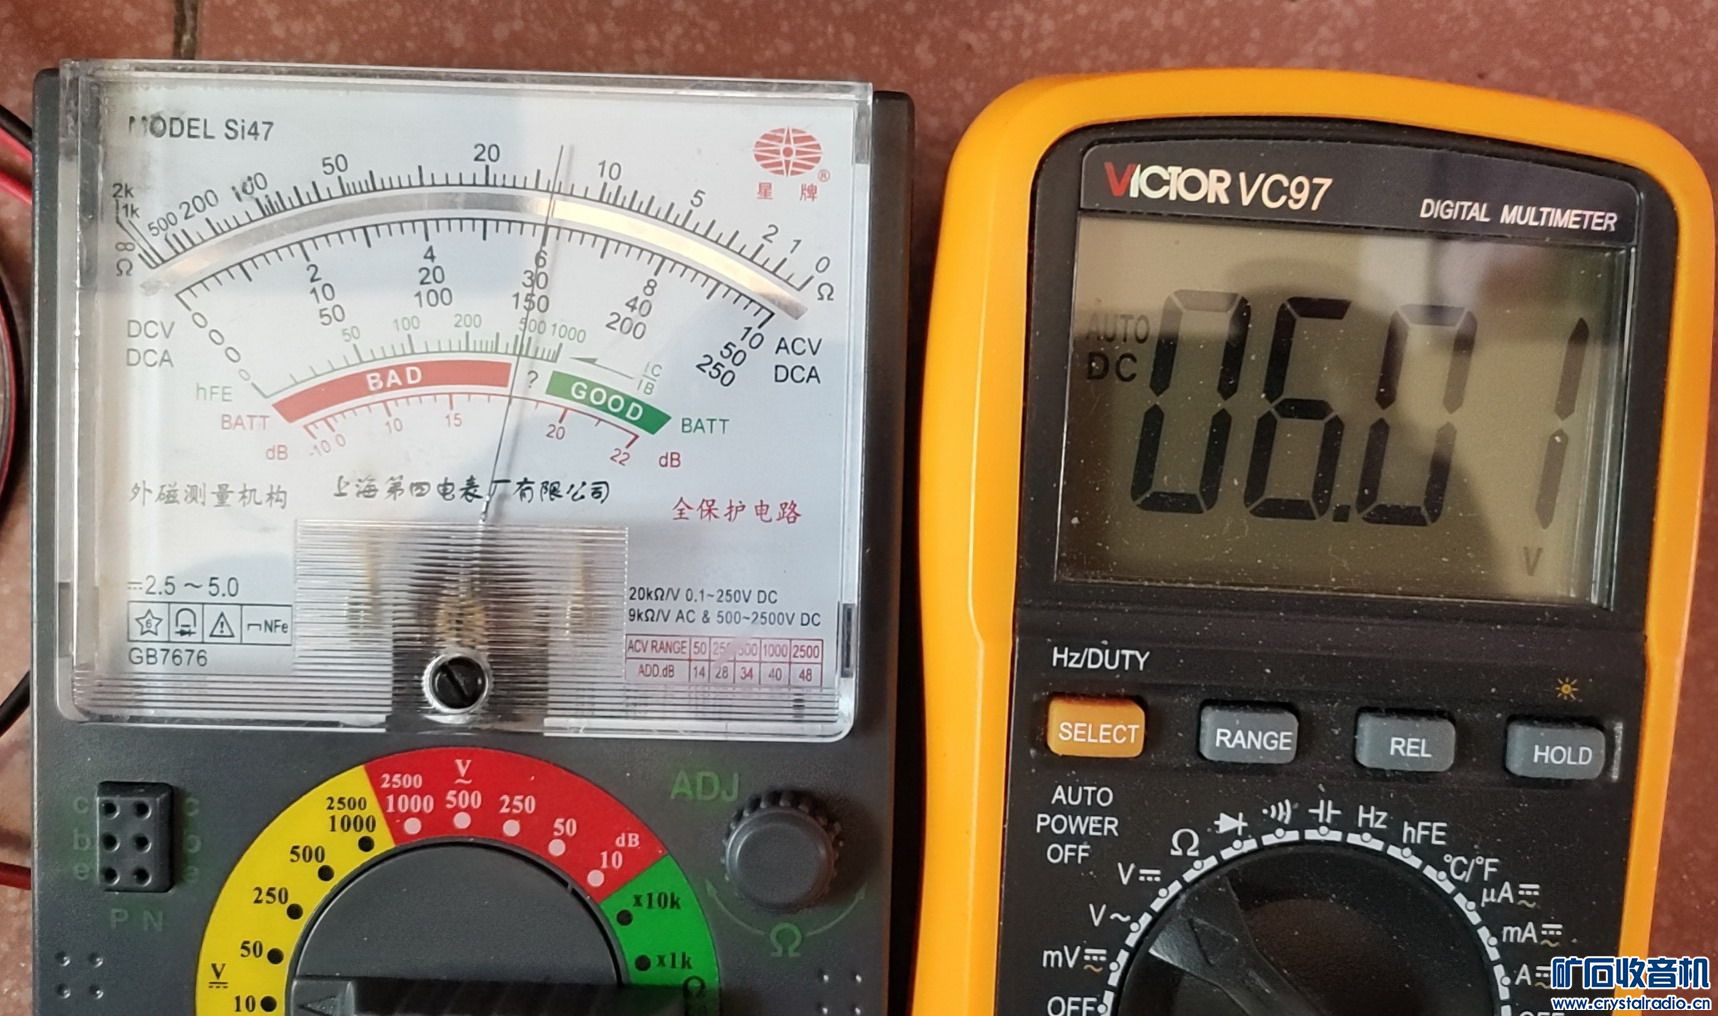 MODEL Si47
星牌®
2k
1k
∞
Ω
500 200 100 50 20 10 5 2 1 0
Ω
0 2 4 6 8 10
0 10 20 30 40 50
0 50 100 150 200 250
DCV
DCA
ACV
DCA
hFE
0 50 100 200 500 1000
IC
IB
BATT
BAD
?
GOOD
BATT
dB
-10 0 10 15 20 22
dB
外磁测量机构
上海第四电表厂有限公司
全保护电路
2.5～5.0
6
NFe
GB7676
20kΩ/V 0.1~250V DC
9kΩ/V AC & 500~2500V DC
ACV RANGE 50 250 500 1000 2500
ADD.dB 14 28 34 40 48
c
b
e
c
b
e
P N
2500
1000
500
250
50
V
10
2500
1000
V
~
500
250
50
dB
10
x10k
x1k
Ω
ADJ
Ω
VICTOR VC97
DIGITAL MULTIMETER
AUTO
DC
06.01
V
Hz/DUTY
SELECT
RANGE
REL
HOLD
AUTO
POWER
OFF
Ω
Hz
hFE
°C/°F
V
V~
mV
OFF
μA
mA
A
矿石收音机
www.crystalradio.cn